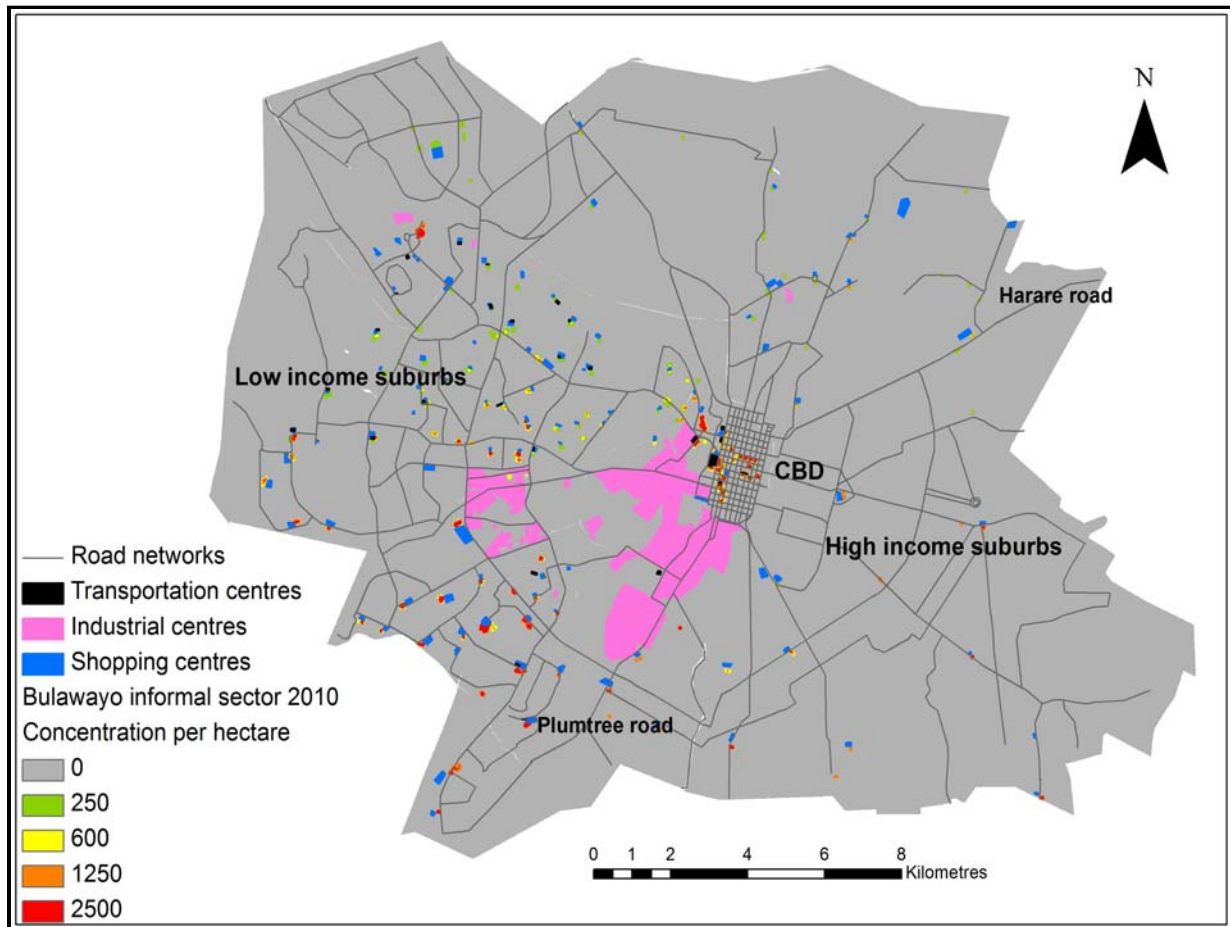 N
Harare road
Low income suburbs
CBD
High income suburbs
Plumtree road
Road networks
Transportation centres
Industrial centres
Shopping centres
Bulawayo informal sector 2010
Concentration per hectare
0
250
600
1250
2500
0 1 2 4 6 8
Kilometres